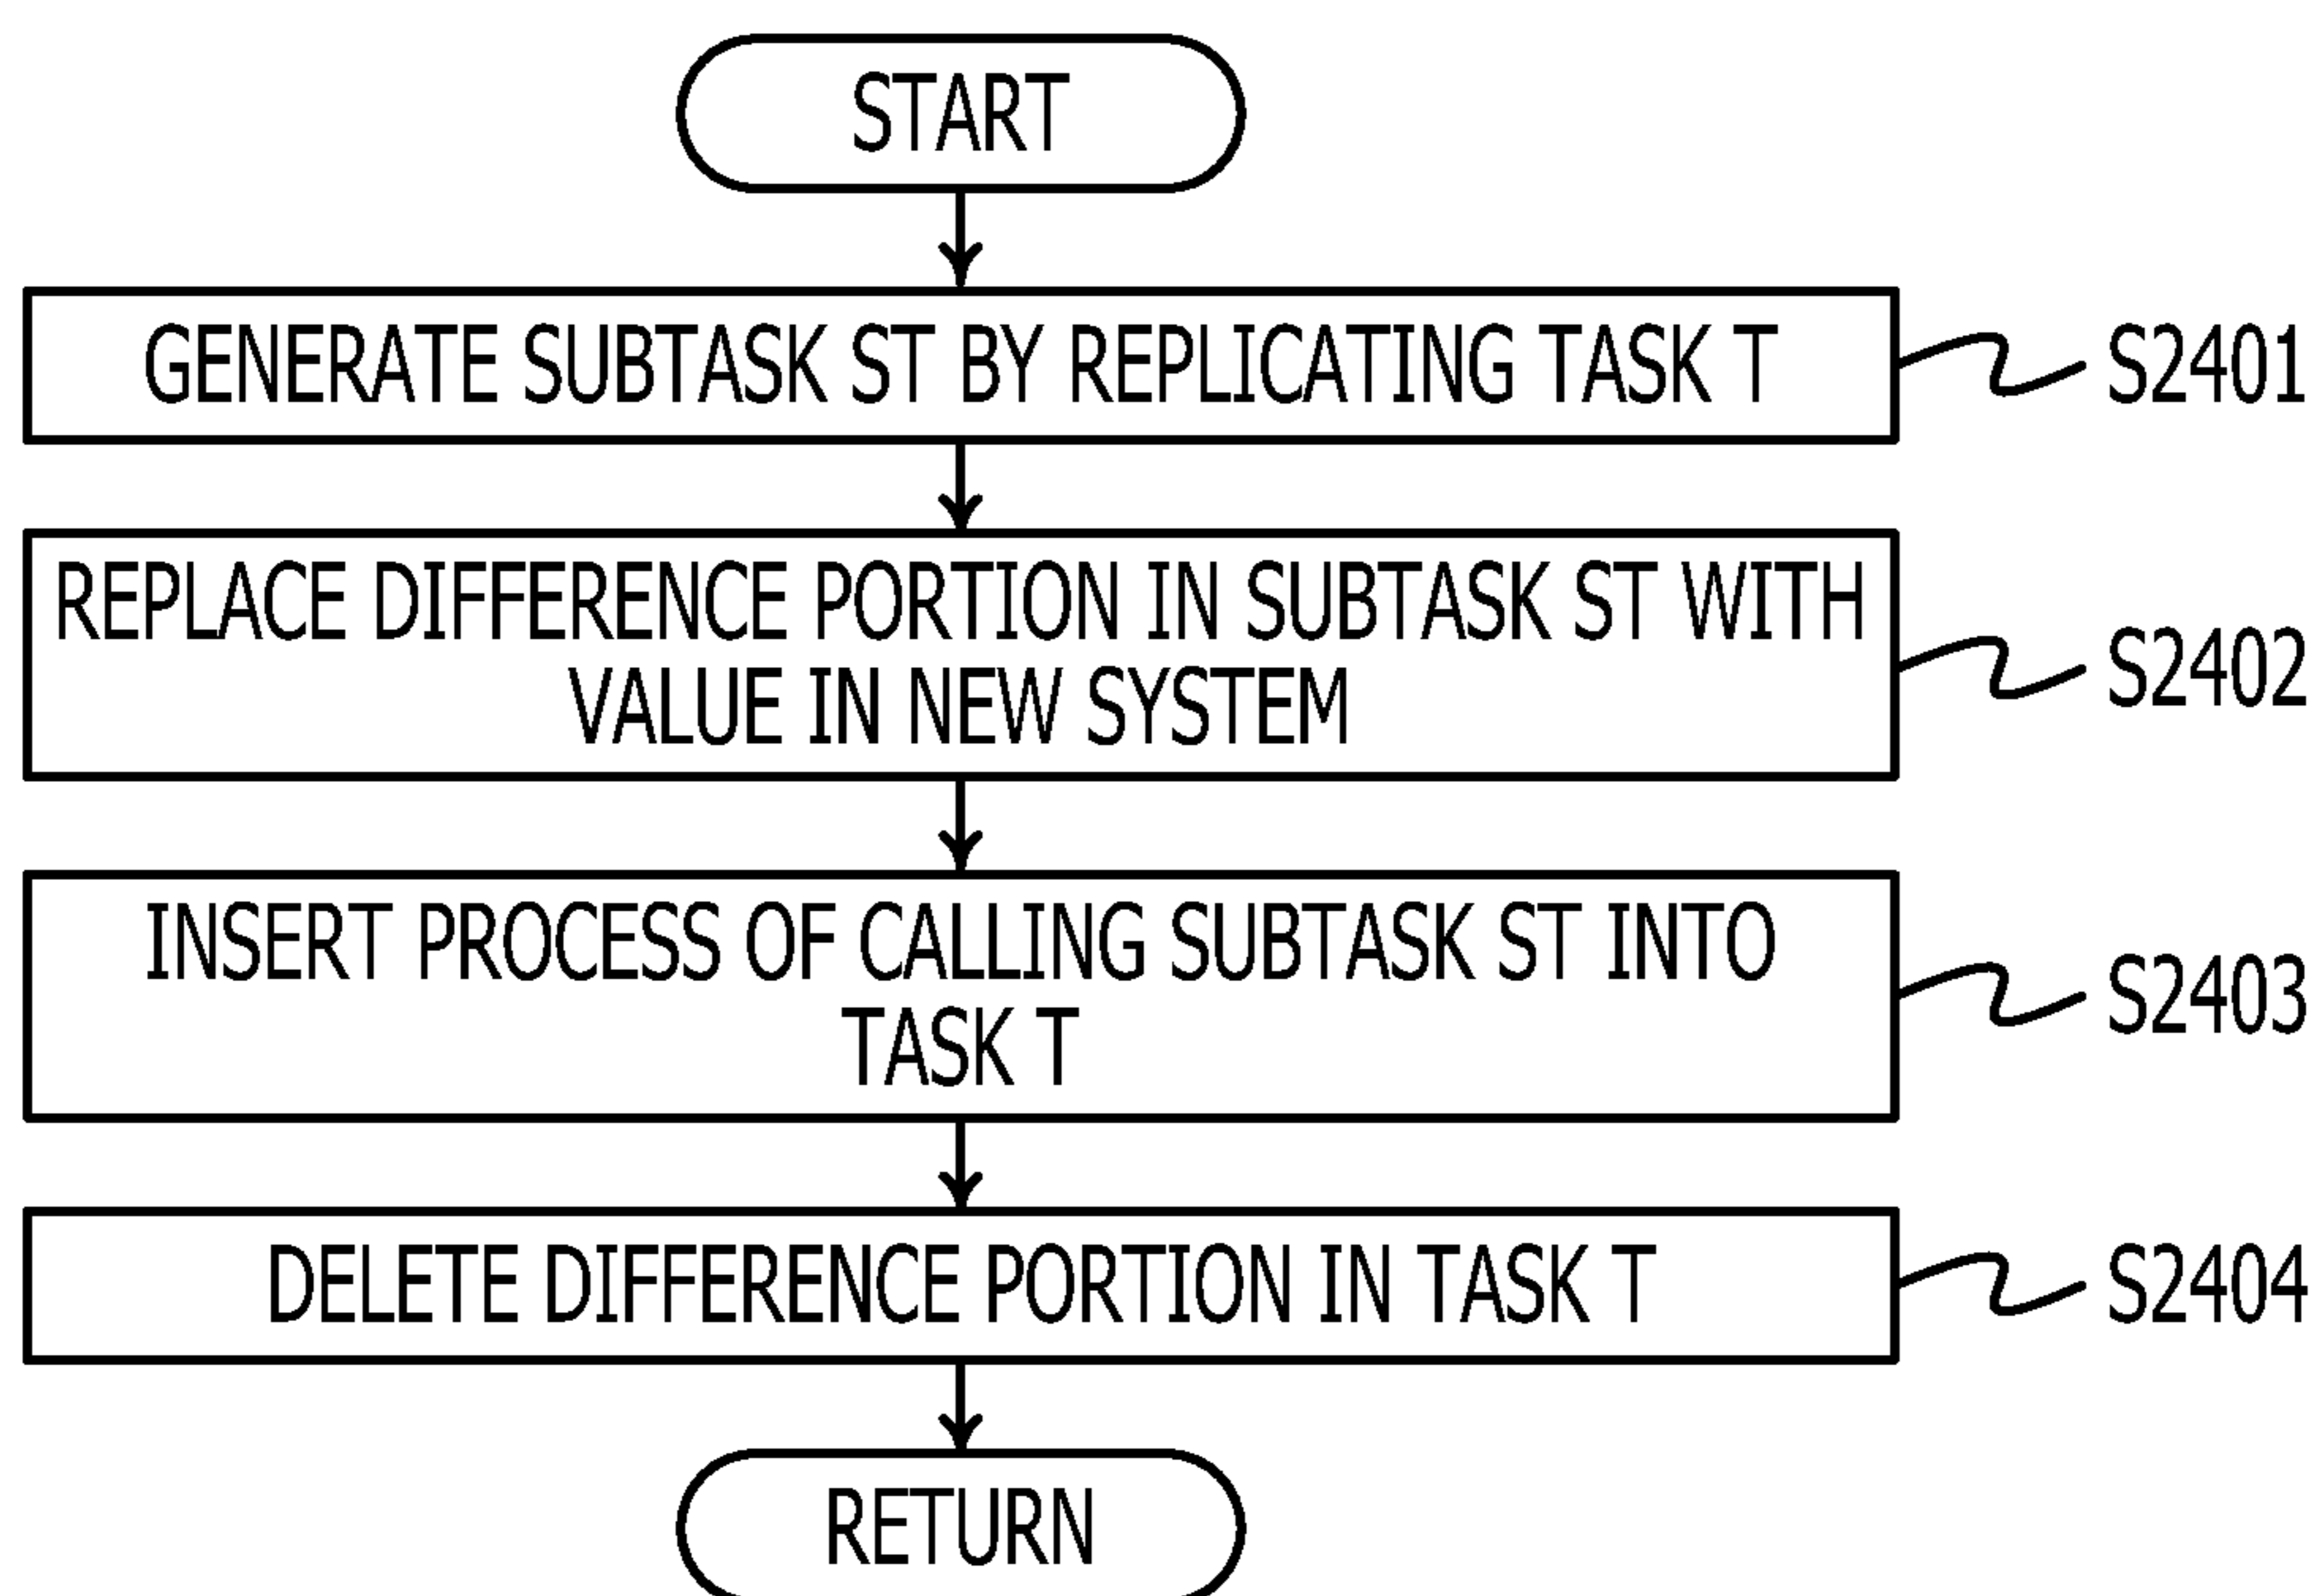 START
GENERATE SUBTASK ST BY REPLICATING TASK T
S2401
REPLACE DIFFERENCE PORTION IN SUBTASK ST WITH
VALUE IN NEW SYSTEM
S2402
INSERT PROCESS OF CALLING SUBTASK ST INTO
TASK T
S2403
DELETE DIFFERENCE PORTION IN TASK T
S2404
RETURN